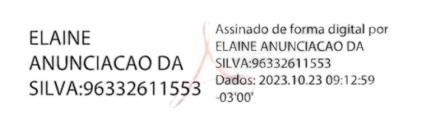 ELAINE
ANUNCIACAO DA
SILVA:96332611553
Assinado de forma digital por
ELAINE ANUNCIACAO DA
SILVA:96332611553
Dados: 2023.10.23 09:12:59
-03'00'